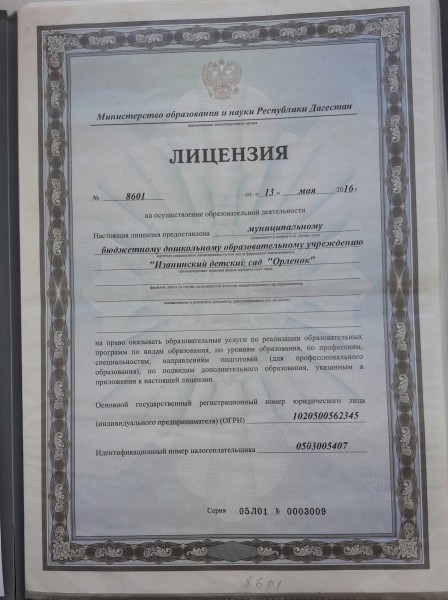 Министерство образования и науки Республики Дагестан
наименование лицензирующего органа
ЛИЦЕНЗИЯ
№ 8601 от « 13 » мая 2016 г.
на осуществление образовательной деятельности
Настоящая лицензия предоставлена муниципальному
бюджетному дошкольному образовательному учреждению
"Изанинский детский сад "Орленок"
на право оказывать образовательные услуги по реализации образовательных
программ по видам образования, по уровням образования, по профессиям,
специальностям, направлениям подготовки (для профессионального
образования), по подвидам дополнительного образования, указанным в
приложении к настоящей лицензии.
Основной государственный регистрационный номер юридического лица
(индивидуального предпринимателя) (ОГРН) 1020500562345
Идентификационный номер налогоплательщика 0503005407
Серия 05Л01 № 0003009
8601